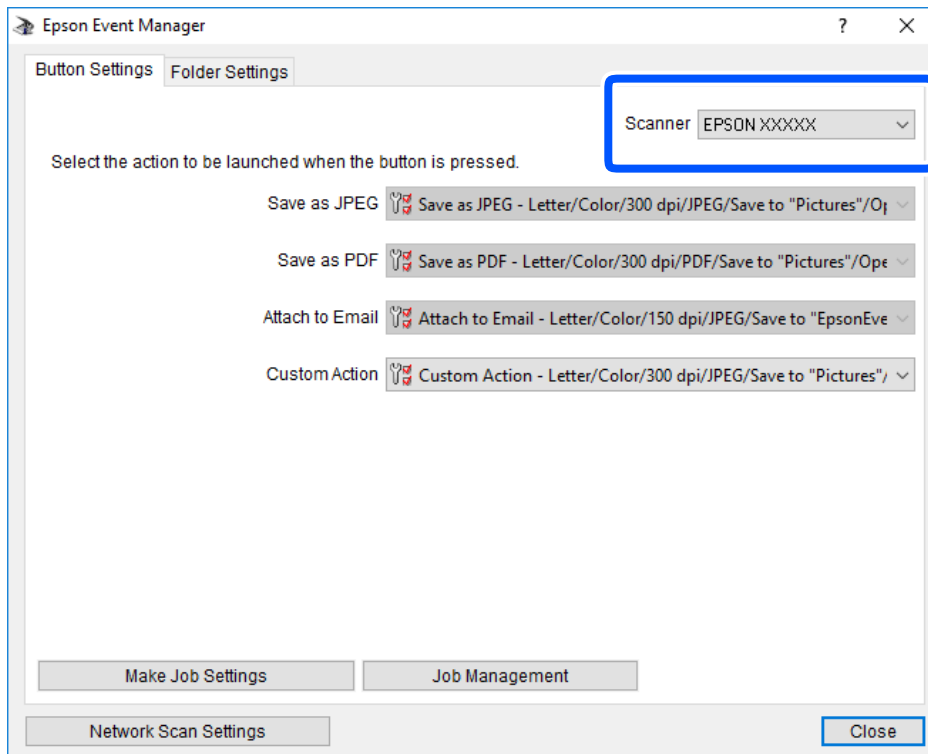 Epson Event Manager
Button Settings Folder Settings
Scanner EPSON XXXXX
Select the action to be launched when the button is pressed.
Save as JPEG Save as JPEG - Letter/Color/300 dpi/JPEG/Save to "Pictures"/Op
Save as PDF Save as PDF - Letter/Color/300 dpi/PDF/Save to "Pictures"/Ope
Attach to Email Attach to Email - Letter/Color/150 dpi/JPEG/Save to "EpsonEve
Custom Action Custom Action - Letter/Color/300 dpi/JPEG/Save to "Pictures"/
Make Job Settings Job Management
Network Scan Settings Close